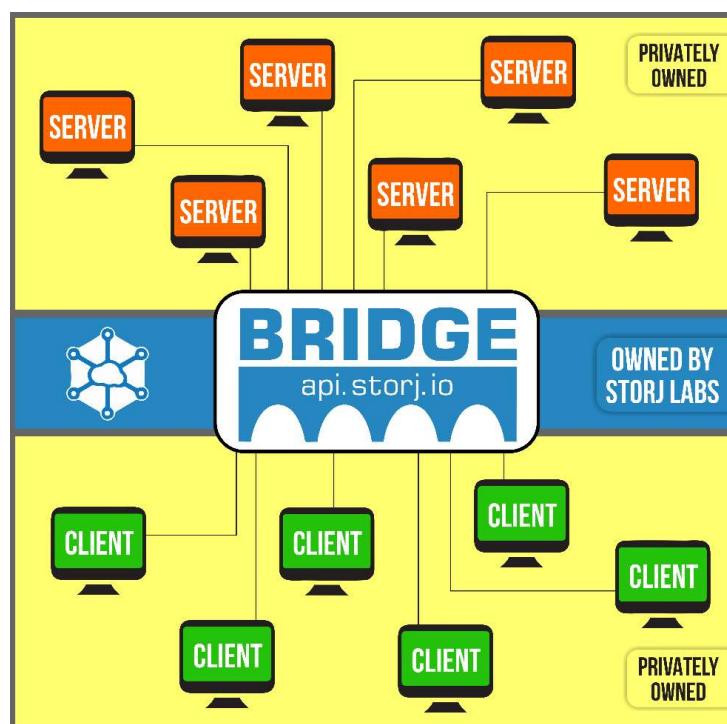 PRIVATELY
OWNED
SERVER
SERVER
SERVER
SERVER
SERVER
SERVER
BRIDGE
api.storj.io
OWNED BY
STORJ LABS
CLIENT
CLIENT
CLIENT
CLIENT
CLIENT
CLIENT
PRIVATELY
OWNED